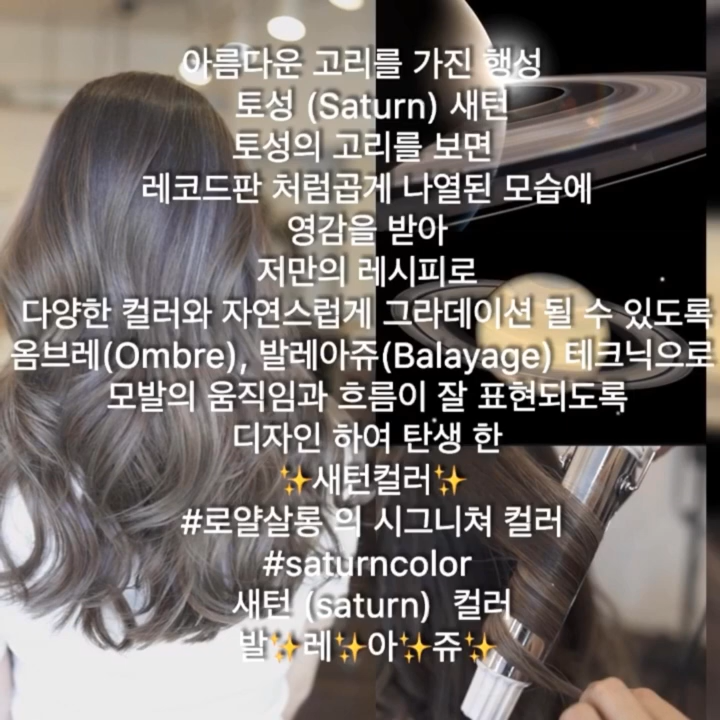 아름다운 고리를 가진 행성
토성 (Saturn) 새턴
토성의 고리를 보면
레코드판 처럼곱게 나열된 모습에
영감을 받아
저만의 레시피로
다양한 컬러와 자연스럽게 그라데이션 될 수 있도록
옴브레(Ombre), 발레아쥬(Balayage) 테크닉으로
모발의 움직임과 흐름이 잘 표현되도록
디자인 하여 탄생 한
✨새턴컬러✨
#로얄살롱 의 시그니쳐 컬러
#saturncolor
새턴 (saturn) 컬러
발✨레✨아✨쥬✨